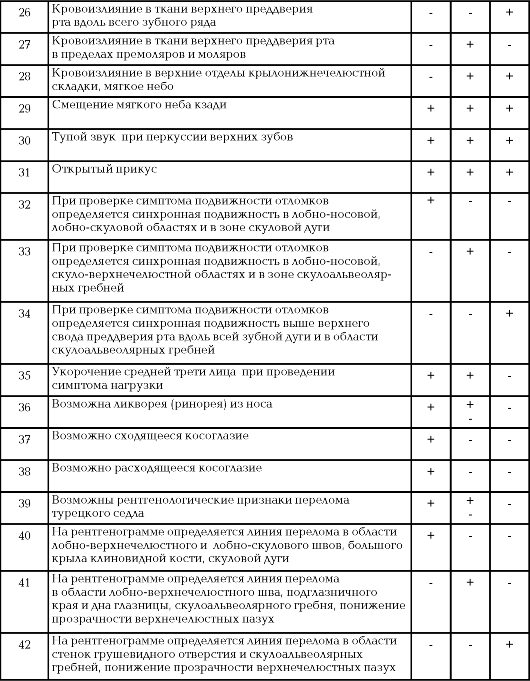 26 Кровоизлияние в ткани верхнего преддверия - - +
рта вдоль всего зубного ряда
27 Кровоизлияние в ткани верхнего преддверия рта - + -
в пределах премоляров и моляров
28 Кровоизлияние в верхние отделы крылонижнечелюстной - + +
складки, мягкое небо
29 Смещение мягкого неба кзади + + +
30 Тупой звук при перкуссии верхних зубов + + +
31 Открытый прикус + + +
32 При проверке симптома подвижности отломков + - -
определяется синхронная подвижность в лобно-носовой,
лобно-скуловой областях и в зоне скуловой дуги
33 При проверке симптома подвижности отломков - + -
определяется синхронная подвижность в лобно-носовой,
скуло-верхнечелюстной областях и в зоне скулоальвеоляр-
ных гребней
34 При проверке симптома подвижности отломков - - +
определяется синхронная подвижность выше верхнего
свода преддверия рта вдоль всей зубной дуги и в области
скулоальвеолярных гребней
35 Укорочение средней трети лица при проведении + + -
симптома нагрузки
36 Возможна ликворея (ринорея) из носа + + -
-
37 Возможно сходящееся косоглазие + - -
38 Возможно расходящееся косоглазие + - -
39 Возможны рентгенологические признаки перелома + + -
турецкого седла -
40 На рентгенограмме определяется линия перелома в области + - -
лобно-верхнечелюстного и лобно-скулового швов, большого
крыла клиновидной кости, скуловой дуги
41 На рентгенограмме определяется линия перелома - + -
в области лобно-верхнечелюстного шва, подглазничного
края и дна глазницы, скулоальвеолярного гребня, понижение
прозрачности верхнечелюстных пазух
42 На рентгенограмме определяется линия перелома в области - - +
стенок грушевидного отверстия и скулоальвеолярных
гребней, понижение прозрачности верхнечелюстных пазух